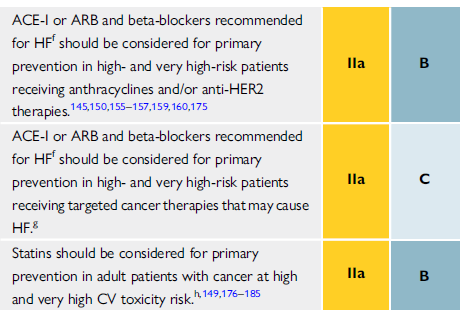 ACE-I or ARB and beta-blockers recommended
for HFf should be considered for primary
prevention in high- and very high-risk patients
receiving anthracyclines and/or anti-HER2
therapies.145,150,155–157,159,160,175
IIa
B
ACE-I or ARB and beta-blockers recommended
for HFf should be considered for primary
prevention in high- and very high-risk patients
receiving targeted cancer therapies that may cause
HF.g
IIa
C
Statins should be considered for primary
prevention in adult patients with cancer at high
and very high CV toxicity risk.h,149,176–185
IIa
B